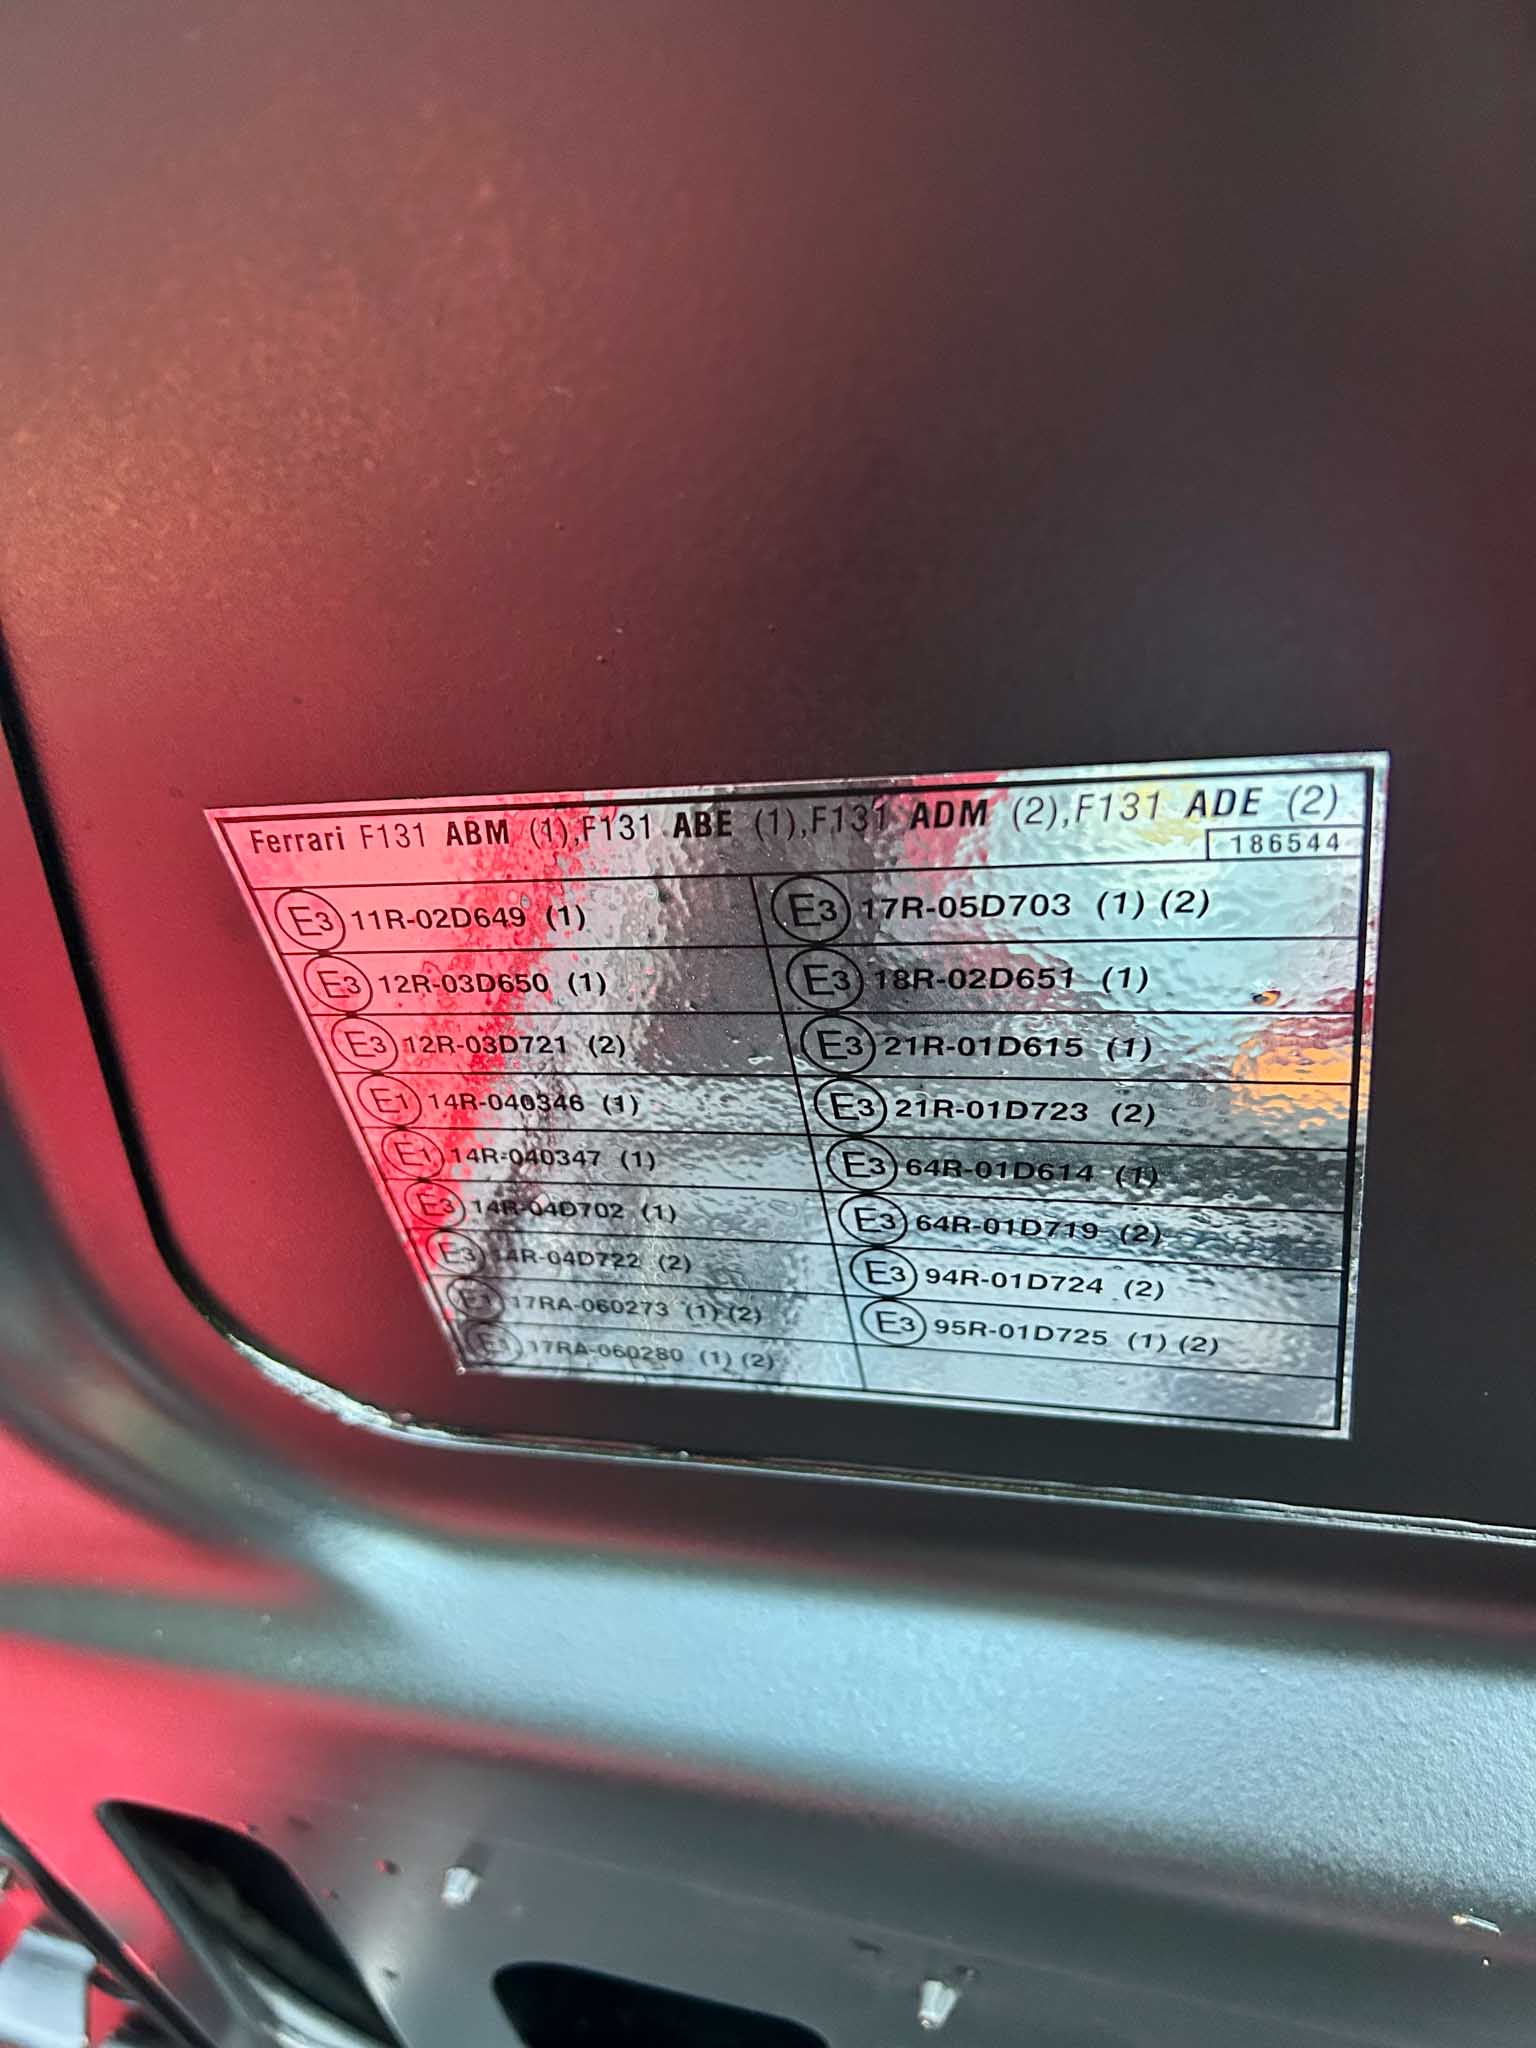 Ferrari F131 ABM (1),F131 ABE (1),F131 ADM (2),F131 ADE (2)
186544
E3 11R-02D649 (1)
E3 12R-03D650 (1)
E3 12R-03D721 (2)
E1 14R-040346 (1)
E1 14R-040347 (1)
E3 14R-04D702 (1)
E3 14R-04D722 (2)
E1 17RA-060273 (1) (2)
E1 17RA-060280 (1) (2)
E3 17R-05D703 (1) (2)
E3 18R-02D651 (1)
E3 21R-01D615 (1)
E3 21R-01D723 (2)
E3 64R-01D614 (1)
E3 64R-01D719 (2)
E3 94R-01D724 (2)
E3 95R-01D725 (1) (2)